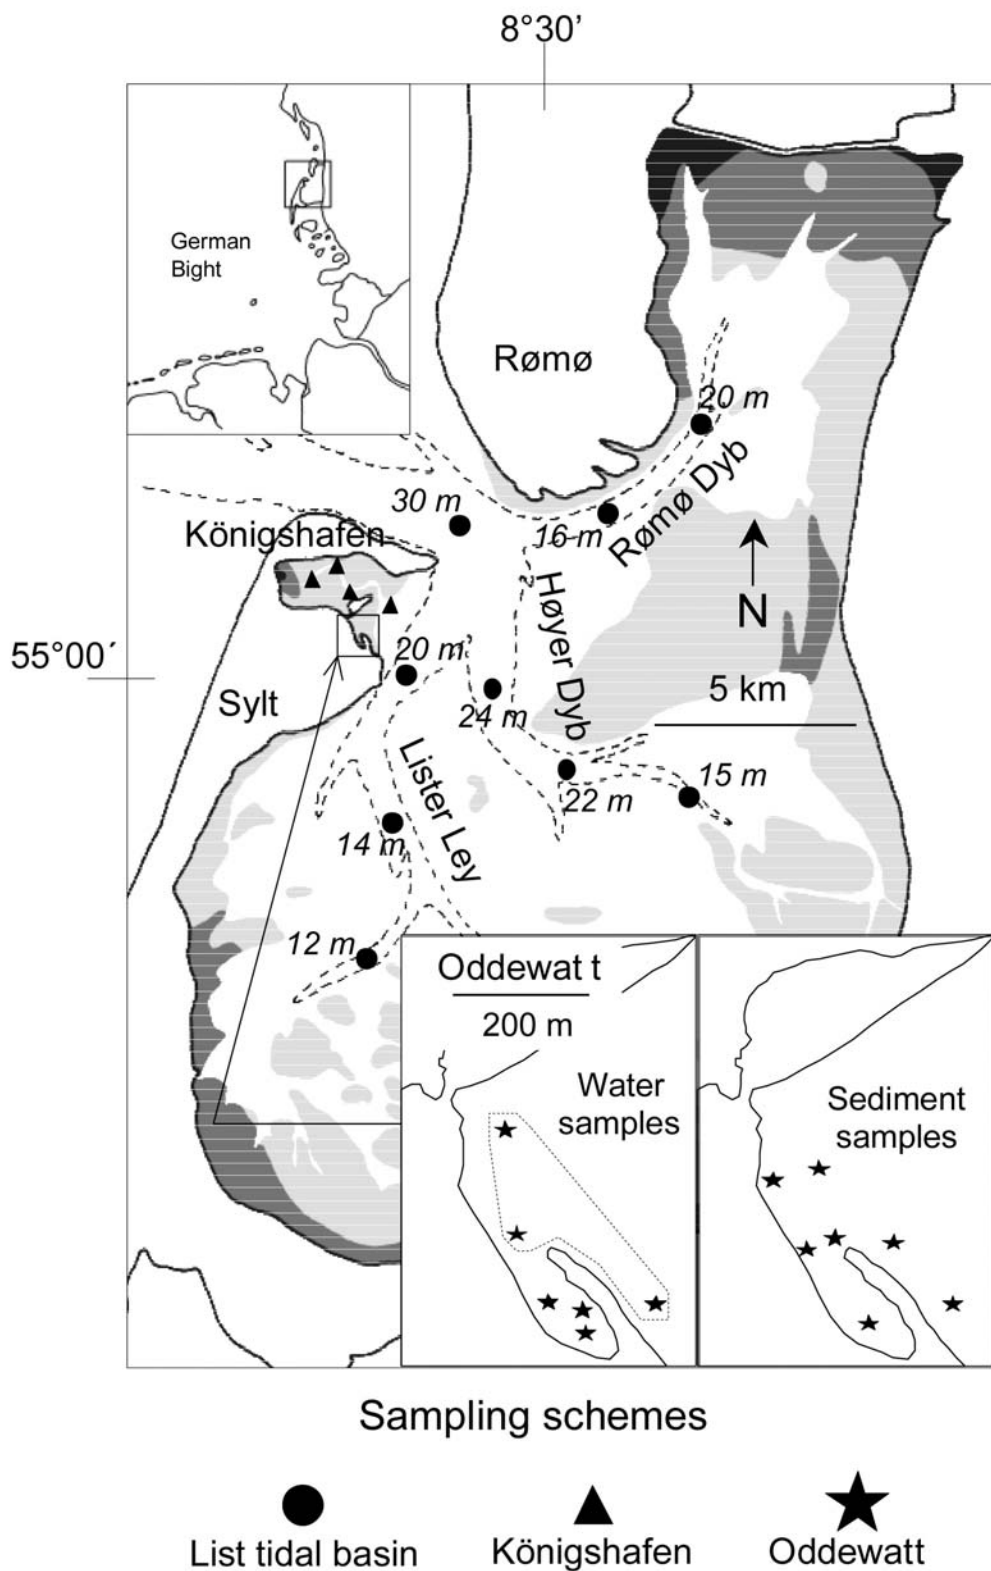 8°30‘
German
Bight
Rømø
20 m
30 m
Königshafen
16 m
Rømø Dyb
Høyer Dyb
N
55°00´
20 m
5 km
Sylt
24 m
Lister Ley
22 m
15 m
14 m
12 m
Oddewat t
200 m
Water
samples
Sediment
samples
Sampling schemes
List tidal basin
Königshafen
Oddewatt